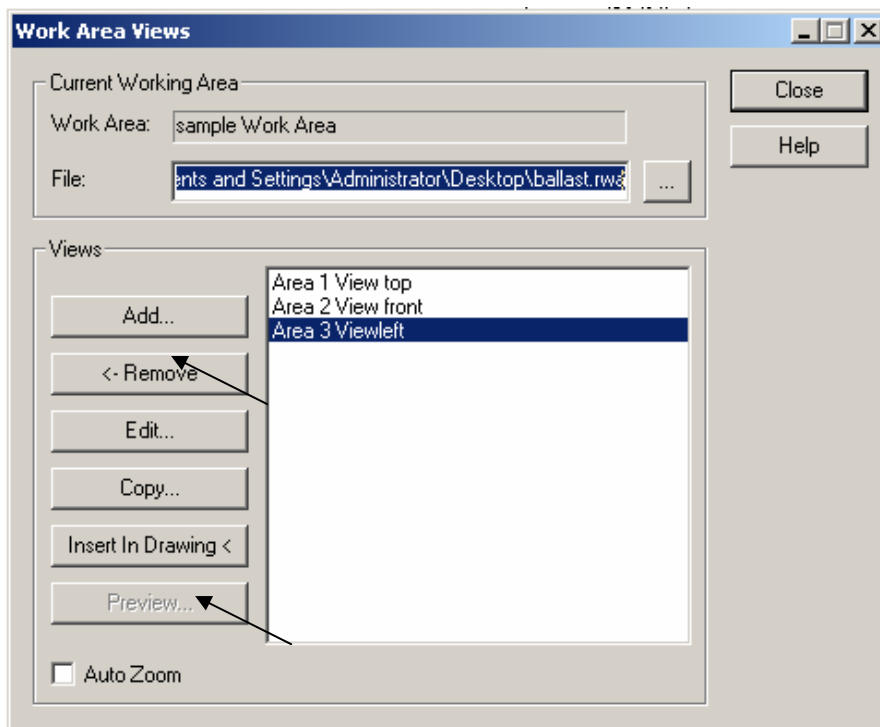 Work Area Views
Current Working Area
Close
Work Area: sample Work Area
Help
File: ents and Settings\Administrator\Desktop\ballast.rwa ...
Views
Area 1 View top
Add...
Area 2 View front
Area 3 Viewleft
<- Remove
Edit...
Copy...
Insert In Drawing <
Preview...
Auto Zoom